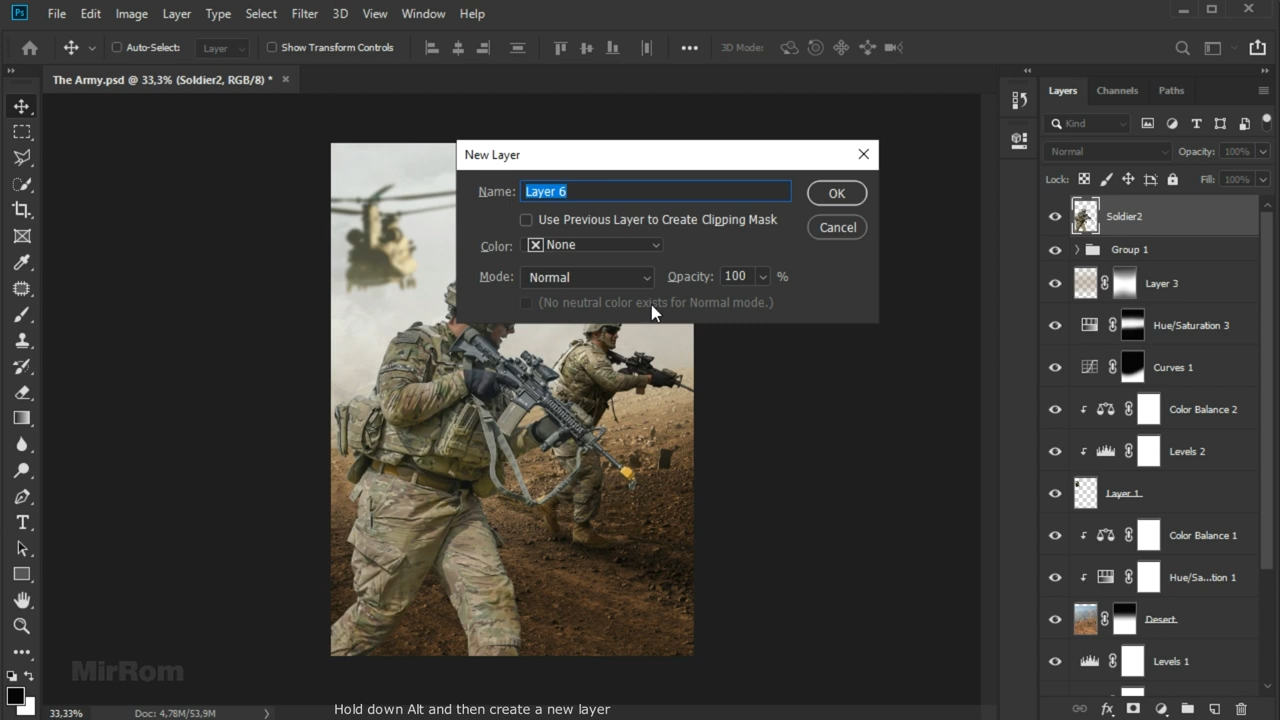 Ps File Edit Image Layer Type Select Filter 3D View Window Help
Auto-Select: Layer Show Transform Controls 3D Mode:
The Army.psd @ 33,3% (Soldier2, RGB/8) *
Layers Channels Paths
Kind
Normal Opacity: 100%
Lock: Fill: 100%
New Layer
Name: Layer 6 OK
Use Previous Layer to Create Clipping Mask
Cancel
Color: None
Mode: Normal Opacity: 100 %
(No neutral color exists for Normal mode.)
Soldier2
Group 1
Layer 3
Hue/Saturation 3
Curves 1
Color Balance 2
Levels 2
Layer 1
Color Balance 1
Hue/Sa...tion 1
Desert
Levels 1
MirRom
33,33% Doc: 4,78M/53,9M
Hold down Alt and then create a new layer